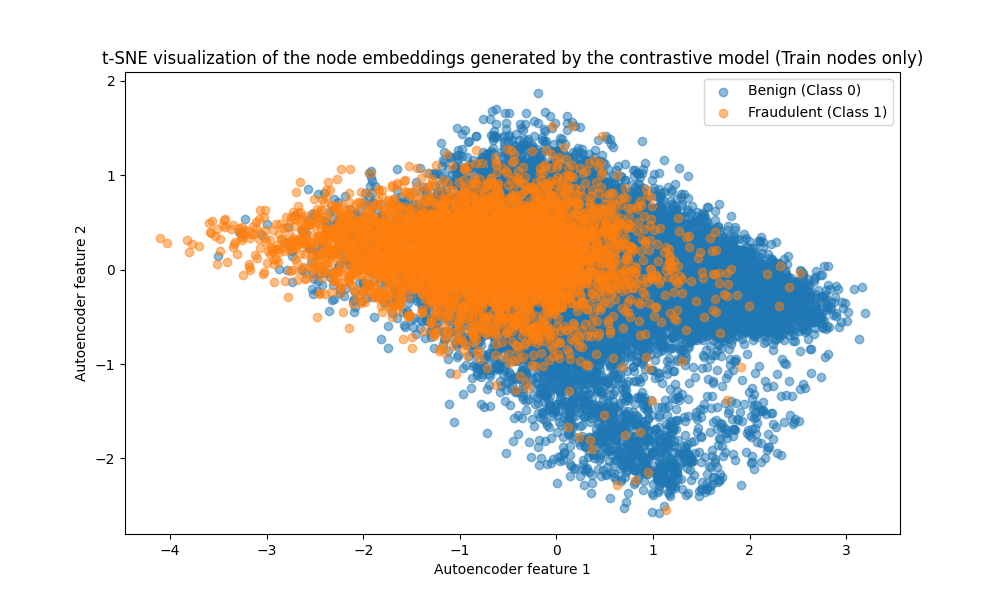 t-SNE visualization of the node embeddings generated by the contrastive model (Train nodes only)
Benign (Class 0)
Fraudulent (Class 1)
2
1
0
−1
−2
Autoencoder feature 2
−4 −3 −2 −1 0 1 2 3
Autoencoder feature 1